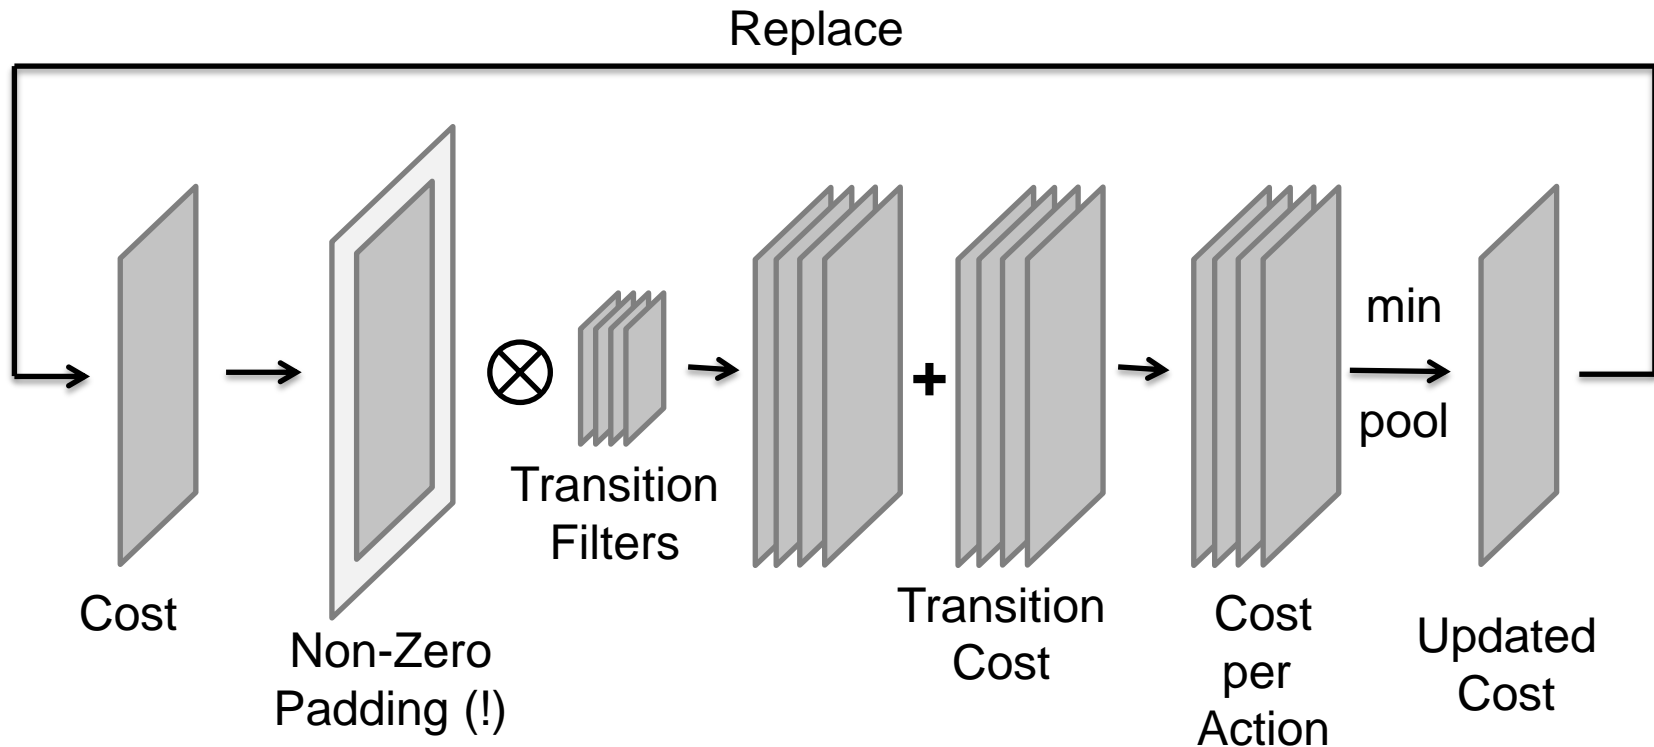 Replace
Cost
Non-Zero
Padding (!)
Transition
Filters
+
Transition
Cost
Cost
per
Action
min
pool
Updated
Cost